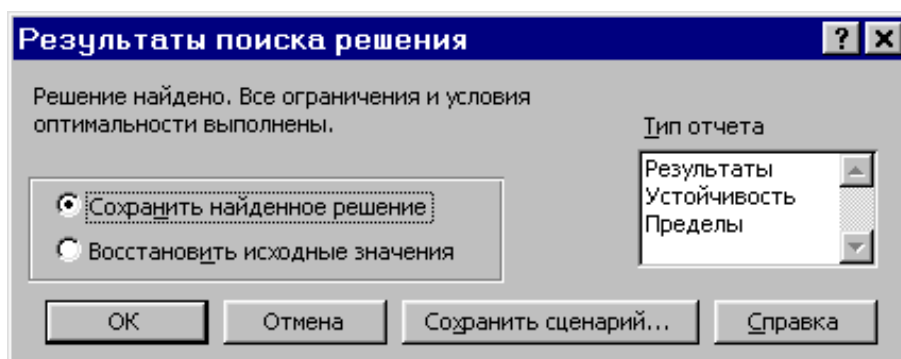 Результаты поиска решения
Решение найдено. Все ограничения и условия
оптимальности выполнены.
Тип отчета
Результаты
Устойчивость
Пределы
Сохранить найденное решение
Восстановить исходные значения
ОК
Отмена
Сохранить сценарий...
Справка